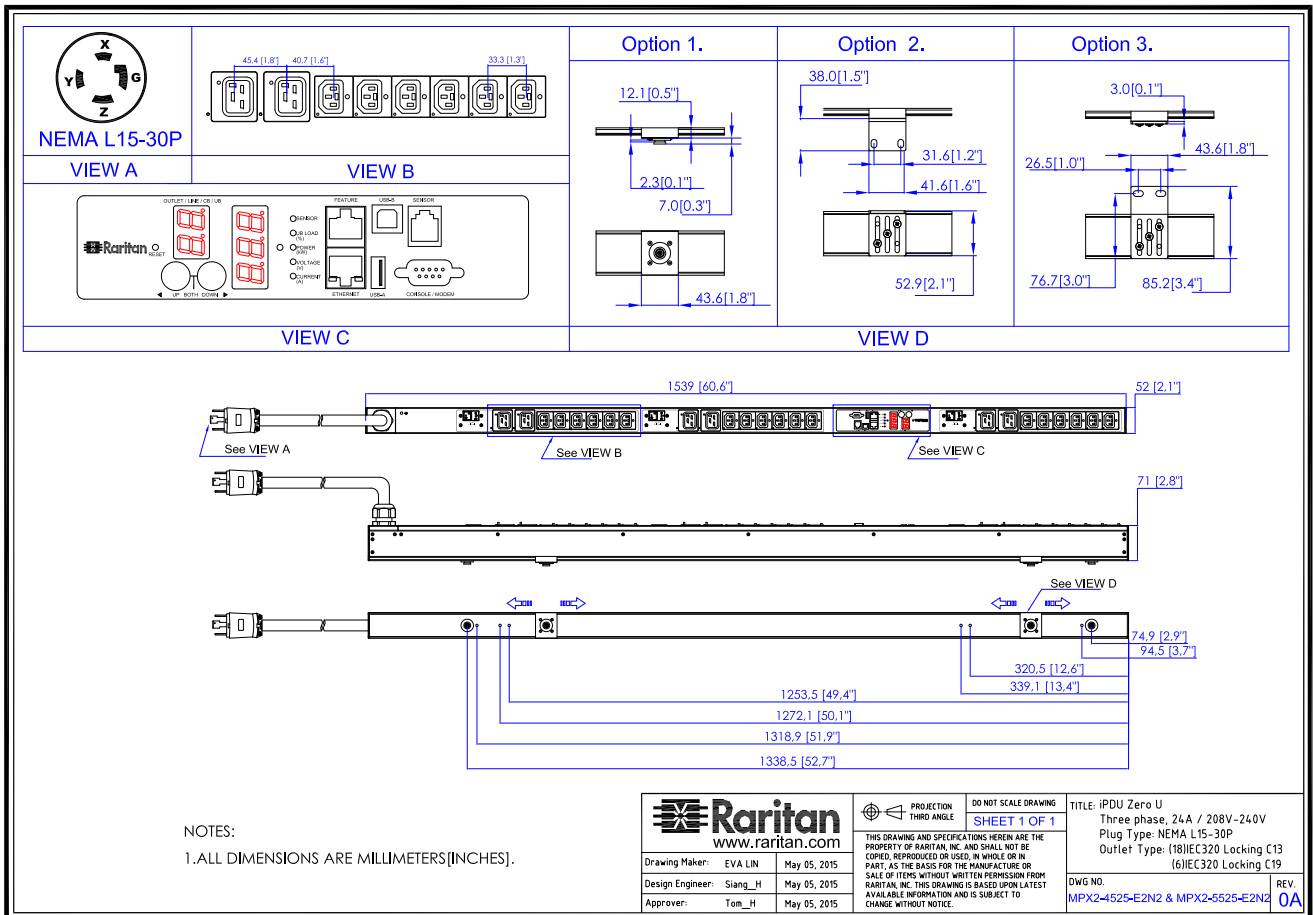 X
Y
G
Z
NEMA L15-30P
VIEW A
45.4 [1.8"]
40.7 [1.6"]
33.3 [1.3"]
VIEW B
OUTLET / LINE / CB / UB
Raritan
RESET
UP BOTH DOWN
SENSOR
UB LOAD
(%)
POWER
(kW)
VOLTAGE
(V)
CURRENT
(A)
FEATURE
USB-B
SENSOR
ETHERNET
USB-A
CONSOLE / MODEM
VIEW C
Option 1.
12.1[0.5"]
2.3[0.1"]
7.0[0.3"]
43.6[1.8"]
Option 2.
38.0[1.5"]
31.6[1.2"]
41.6[1.6"]
52.9[2.1"]
Option 3.
3.0[0.1"]
43.6[1.8"]
26.5[1.0"]
76.7[3.0"]
85.2[3.4"]
VIEW D
1539 [60,6"]
52 [2,1"]
See VIEW A
See VIEW B
See VIEW C
71 [2,8"]
See VIEW D
74,9 [2,9"]
94,5 [3,7"]
320,5 [12,6"]
339,1 [13,4"]
1253,5 [49,4"]
1272,1 [50,1"]
1318,9 [51,9"]
1338,5 [52,7"]
NOTES:
1.ALL DIMENSIONS ARE MILLIMETERS[INCHES].
Raritan
www.raritan.com
Drawing Maker: EVA LIN May 05, 2015
Design Engineer: Siang_H May 05, 2015
Approver: Tom_H May 05, 2015
PROJECTION
THIRD ANGLE
DO NOT SCALE DRAWING
SHEET 1 OF 1
THIS DRAWING AND SPECIFICATIONS HEREIN ARE THE
PROPERTY OF RARITAN, INC. AND SHALL NOT BE
COPIED, REPRODUCED OR USED, IN WHOLE OR IN
PART, AS THE BASIS FOR THE MANUFACTURE OR
SALE OF ITEMS WITHOUT WRITTEN PERMISSION FROM
RARITAN, INC. THIS DRAWING IS BASED UPON LATEST
AVAILABLE INFORMATION AND IS SUBJECT TO
CHANGE WITHOUT NOTICE.
TITLE: iPDU Zero U
Three phase, 24A / 208V-240V
Plug Type: NEMA L15-30P
Outlet Type: (18)IEC320 Locking C13
(6)IEC320 Locking C19
DWG NO.
MPX2-4525-E2N2 & MPX2-5525-E2N2
REV.
0A